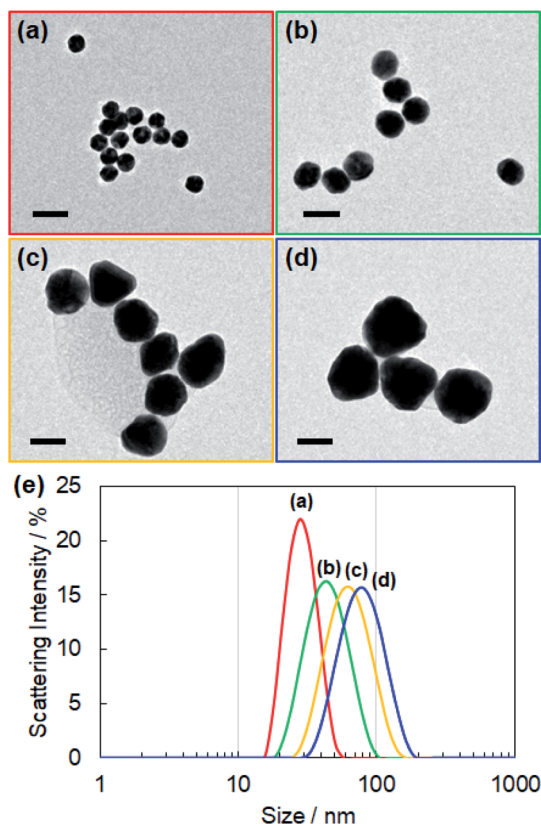 (a)
(b)
(c)
(d)
(e)
25
20
15
10
5
0
Scattering Intensity / %
(a)
(b)
(c)
(d)
1
10
100
1000
Size / nm